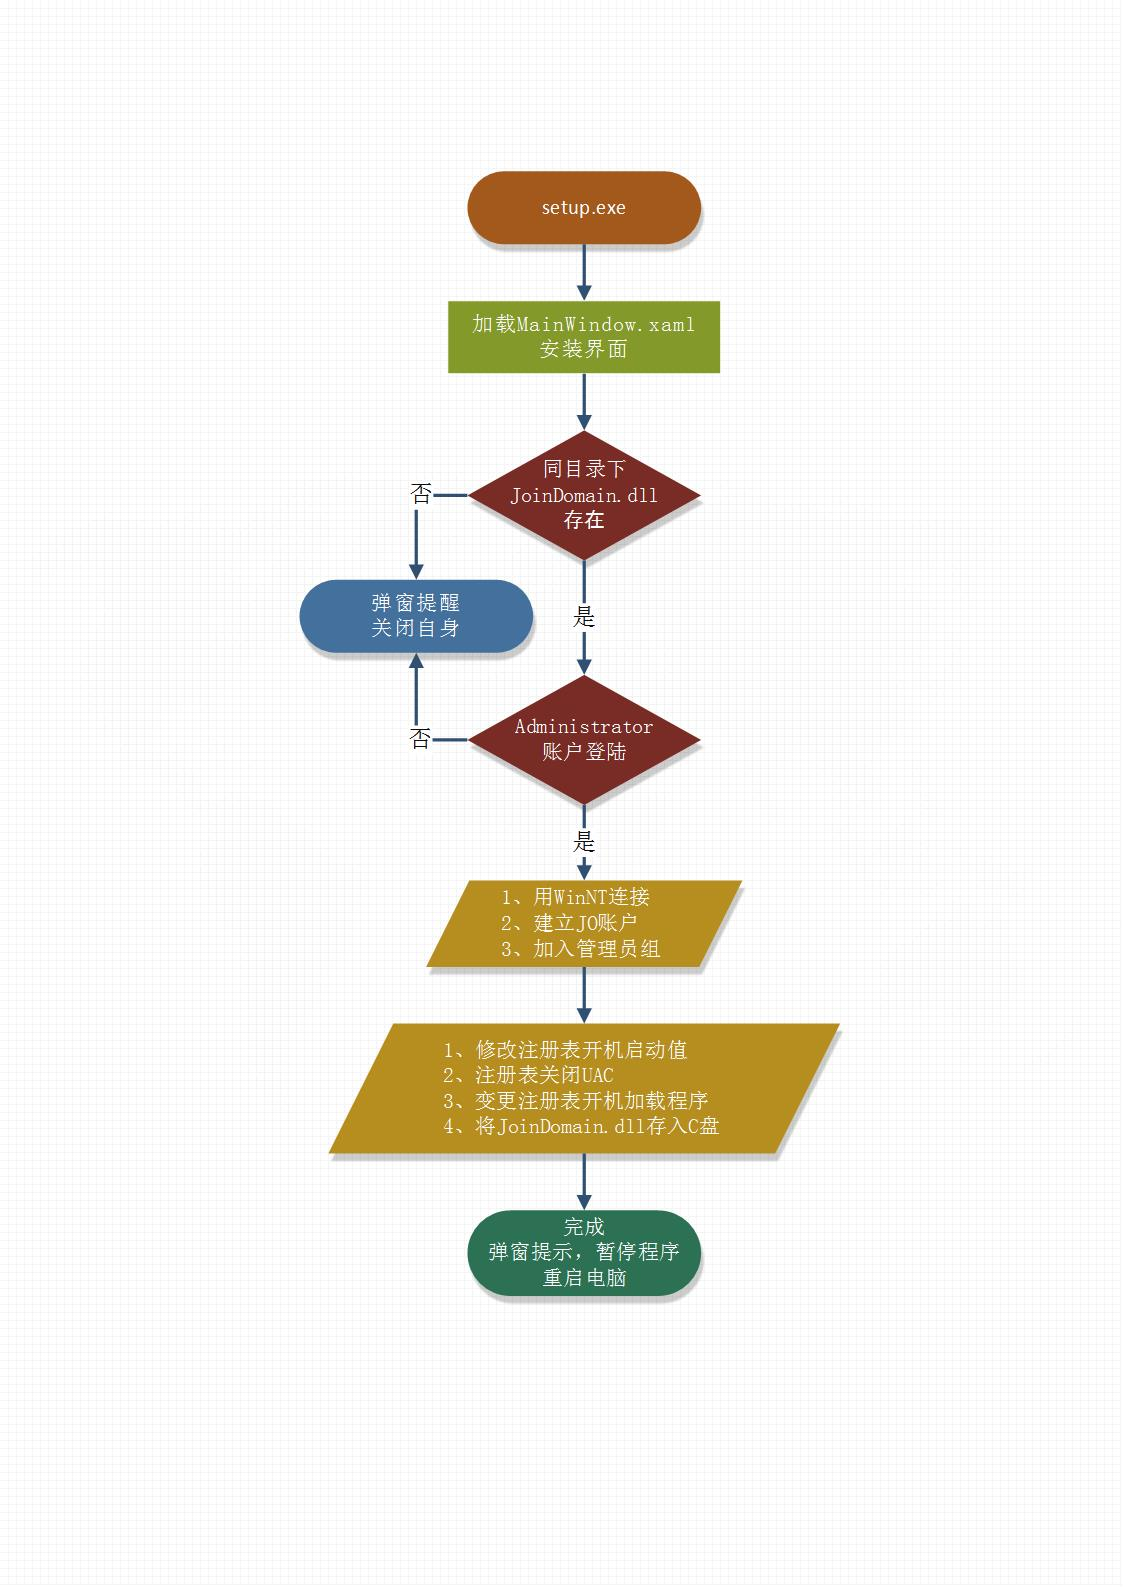 setup.exe
加载MainWindow.xaml
安装界面
同目录下
JoinDomain.dll
存在
否
弹窗提醒
关闭自身
是
Administrator
账户登陆
否
是
1、用WinNT连接
2、建立JO账户
3、加入管理员组
1、修改注册表开机启动值
2、注册表关闭UAC
3、变更注册表开机加载程序
4、将JoinDomain.dll存入C盘
完成
弹窗提示，暂停程序
重启电脑